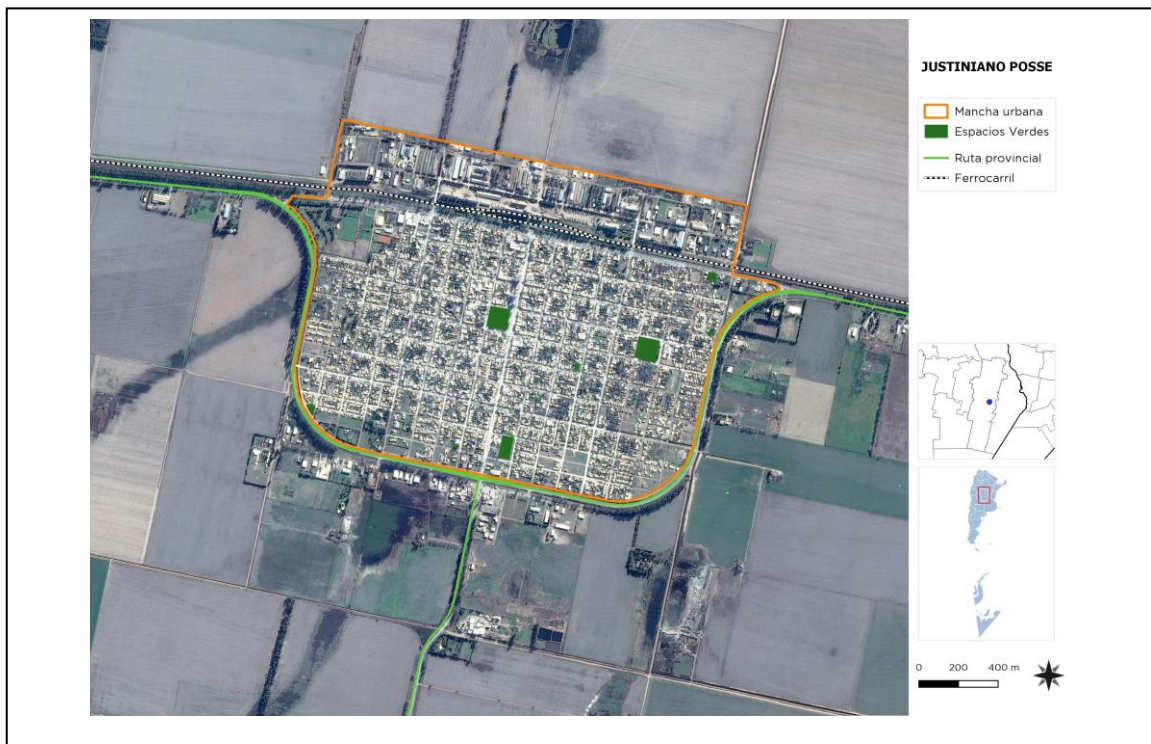 JUSTINIANO POSSE
Mancha urbana
Espacios Verdes
Ruta provincial
Ferrocarril
0 200 400 m